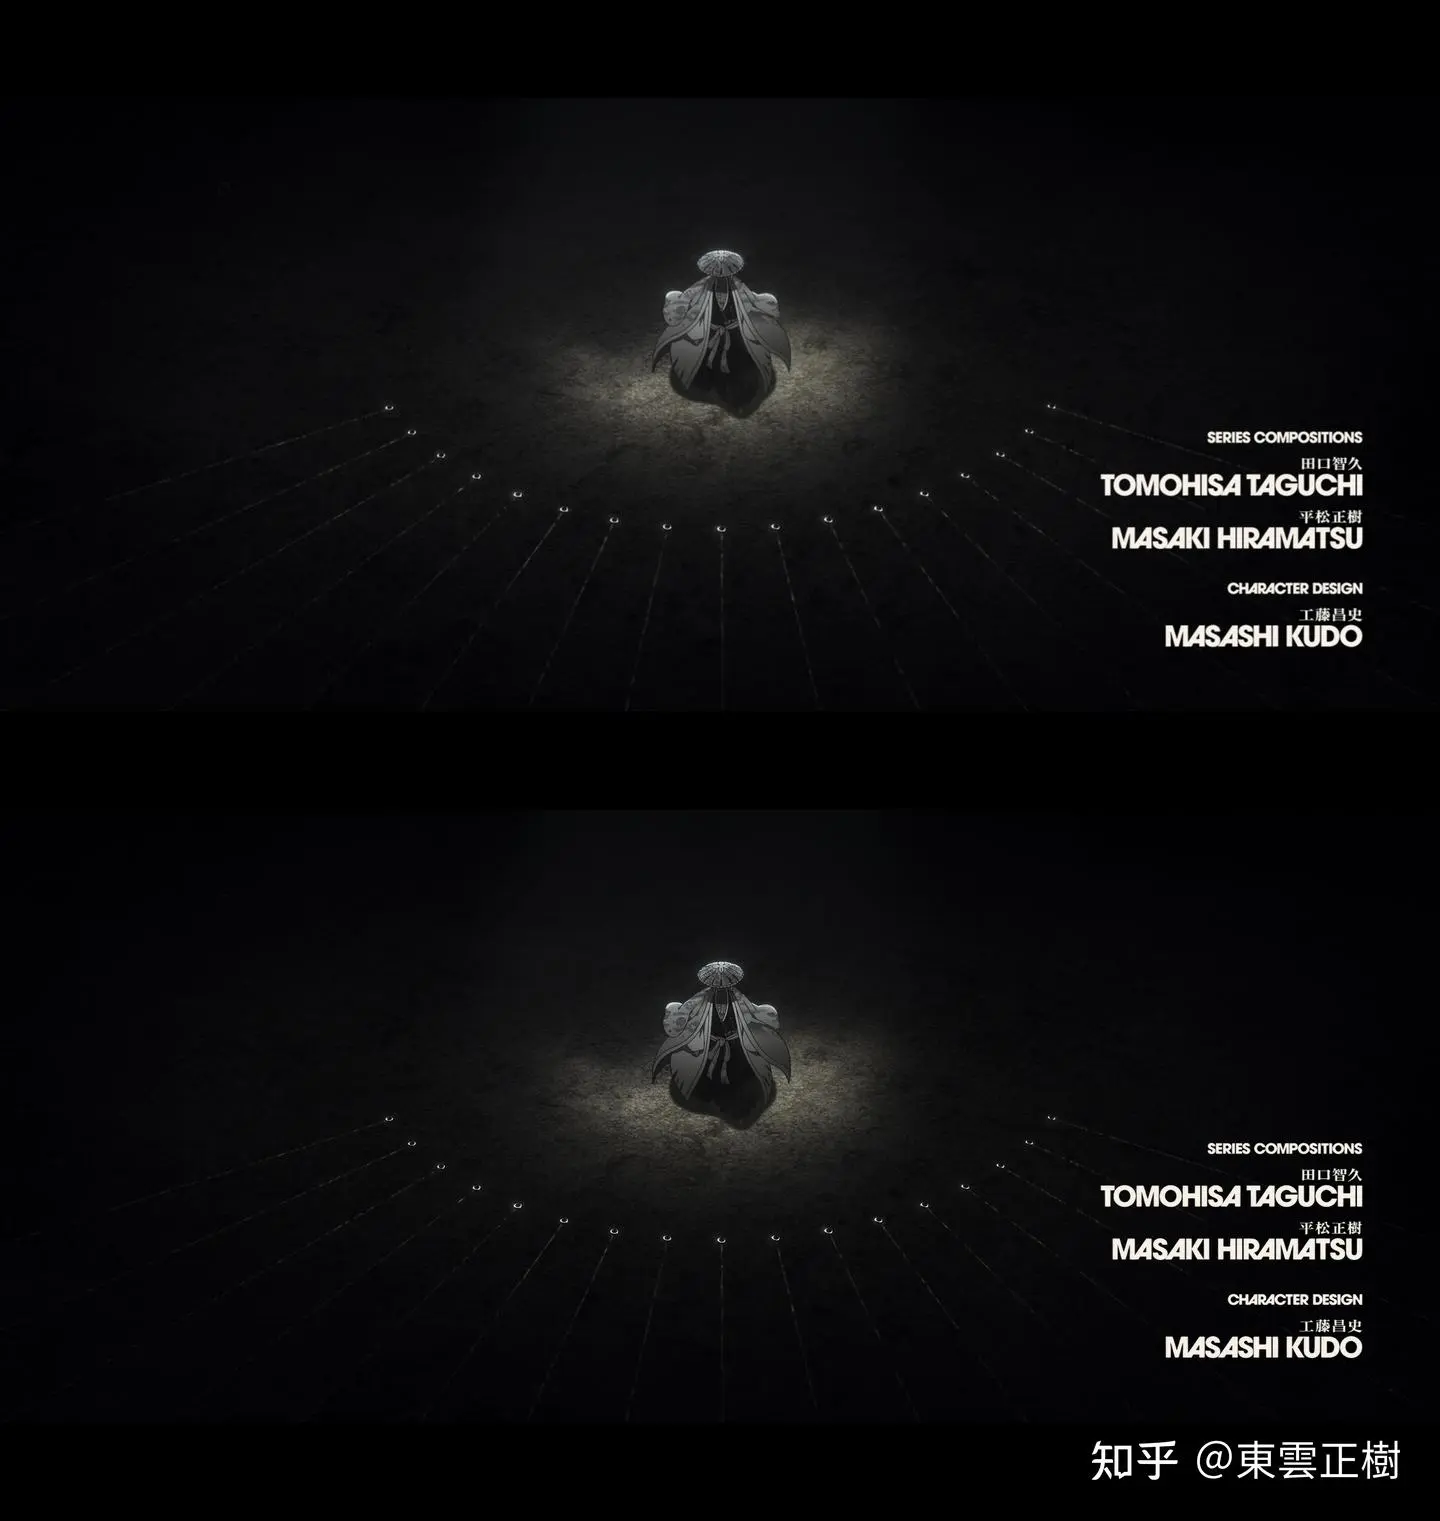 SERIES COMPOSITIONS
田口智久
TOMOHISA TAGUCHI
平松正樹
MASAKI HIRAMATSU
CHARACTER DESIGN
工藤昌史
MASASHI KUDO
SERIES COMPOSITIONS
田口智久
TOMOHISA TAGUCHI
平松正樹
MASAKI HIRAMATSU
CHARACTER DESIGN
工藤昌史
MASASHI KUDO
知乎 @東雲正樹